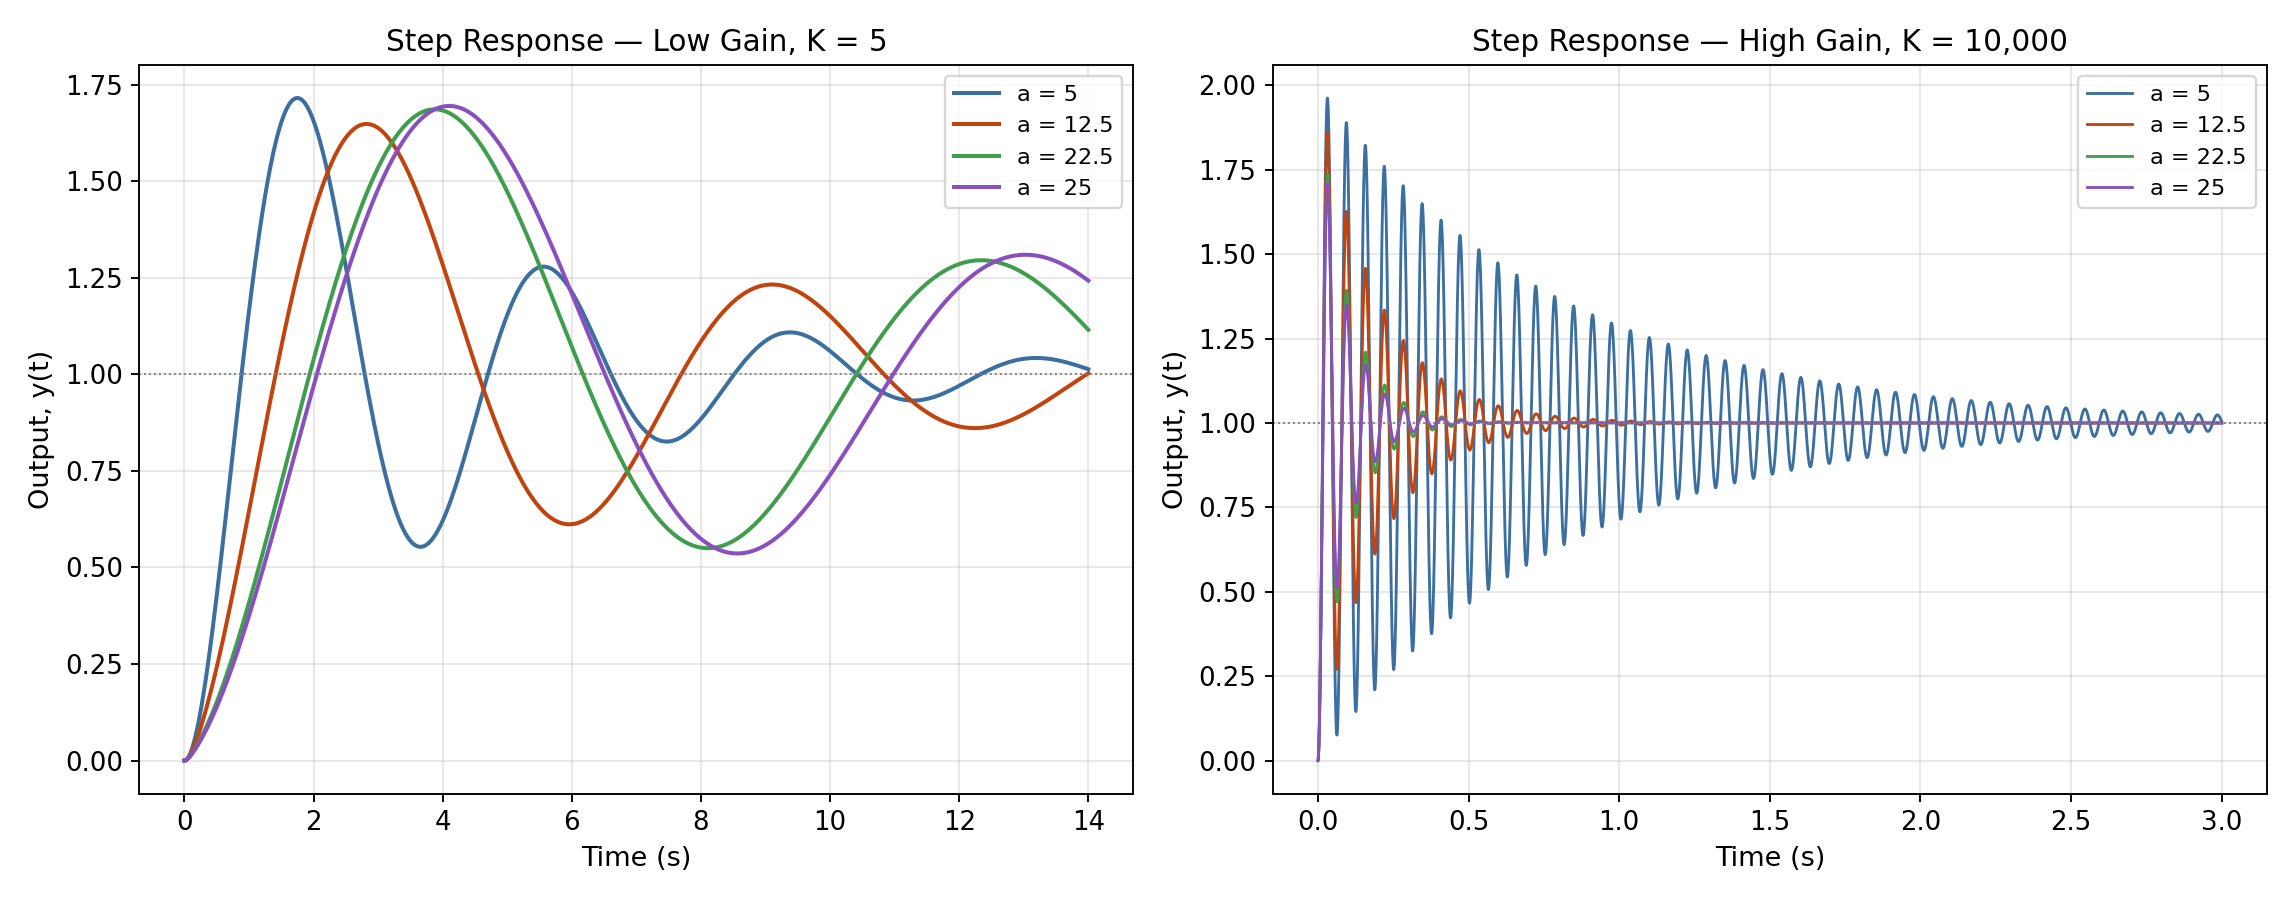 Step Response — Low Gain, K = 5
1.75
1.50
1.25
1.00
0.75
0.50
0.25
0.00
Output, y(t)
0 2 4 6 8 10 12 14
Time (s)
a = 5
a = 12.5
a = 22.5
a = 25
Step Response — High Gain, K = 10,000
2.00
1.75
1.50
1.25
1.00
0.75
0.50
0.25
0.00
Output, y(t)
0.0 0.5 1.0 1.5 2.0 2.5 3.0
Time (s)
a = 5
a = 12.5
a = 22.5
a = 25